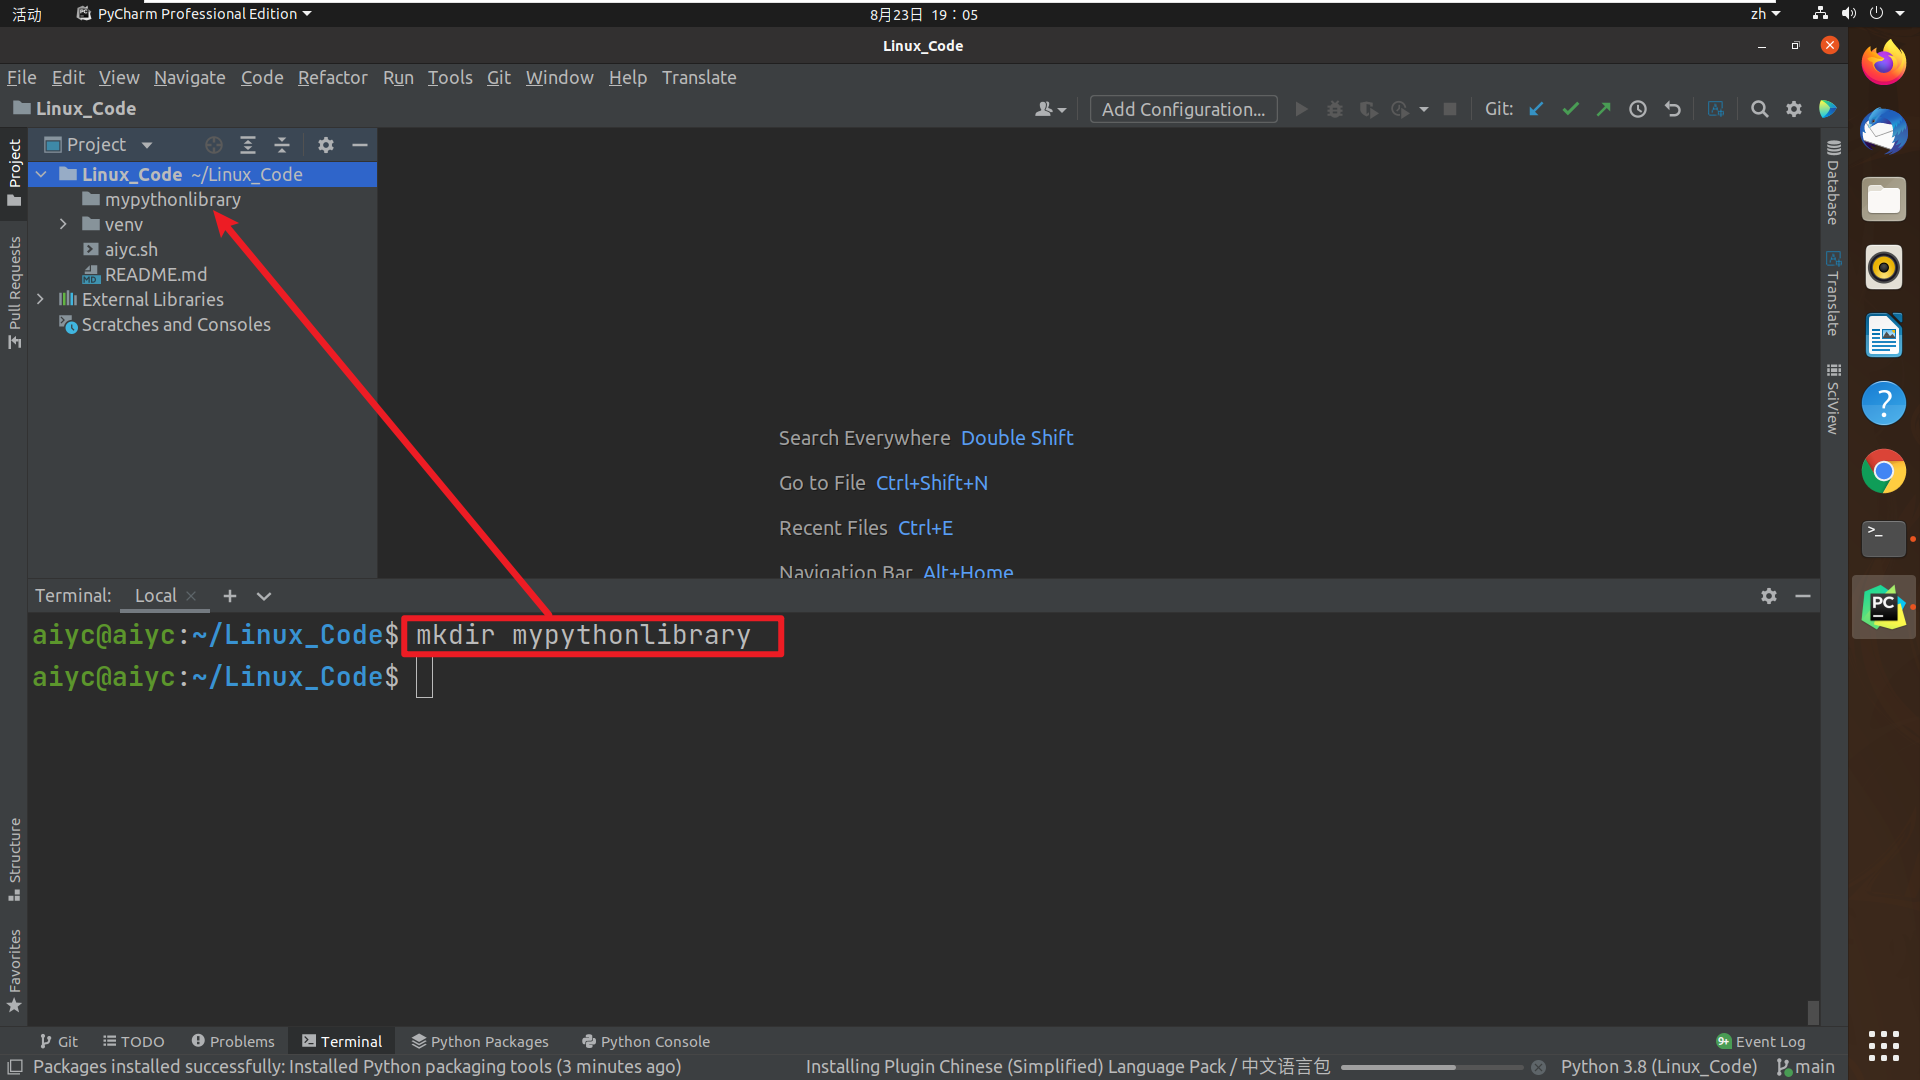 活动 PyCharm Professional Edition 8月23日 19：05 zh
Linux_Code
File Edit View Navigate Code Refactor Run Tools Git Window Help Translate
Linux_Code Add Configuration... Git:
Project
Linux_Code ~/Linux_Code
mypythonlibrary
venv
aiyc.sh
README.md
External Libraries
Scratches and Consoles
Project
Pull Requests
Structure
Favorites
Database
Translate
SciView
Search Everywhere Double Shift
Go to File Ctrl+Shift+N
Recent Files Ctrl+E
Navigation Bar Alt+Home
Terminal: Local
aiyc@aiyc:~/Linux_Code$ mkdir mypythonlibrary
aiyc@aiyc:~/Linux_Code$
Git TODO Problems Terminal Python Packages Python Console 9+ Event Log
Packages installed successfully: Installed Python packaging tools (3 minutes ago) Installing Plugin Chinese (Simplified) Language Pack / 中文语言包 Python 3.8 (Linux_Code) main